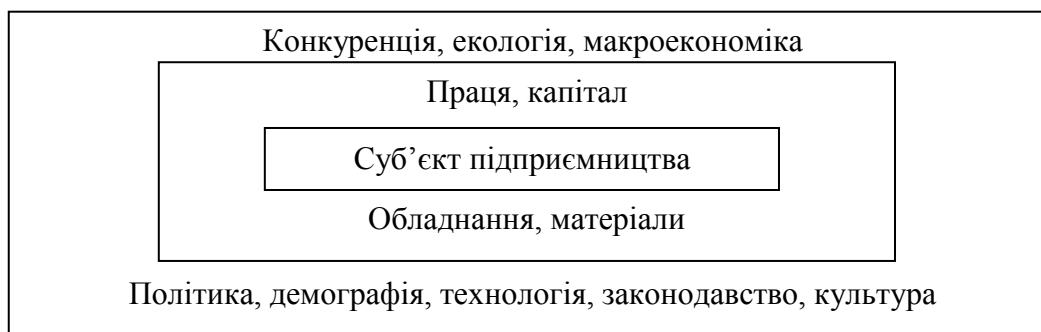 Конкуренція, екологія, макроекономіка
Праця, капітал
Суб’єкт підприємництва
Обладнання, матеріали
Політика, демографія, технологія, законодавство, культура